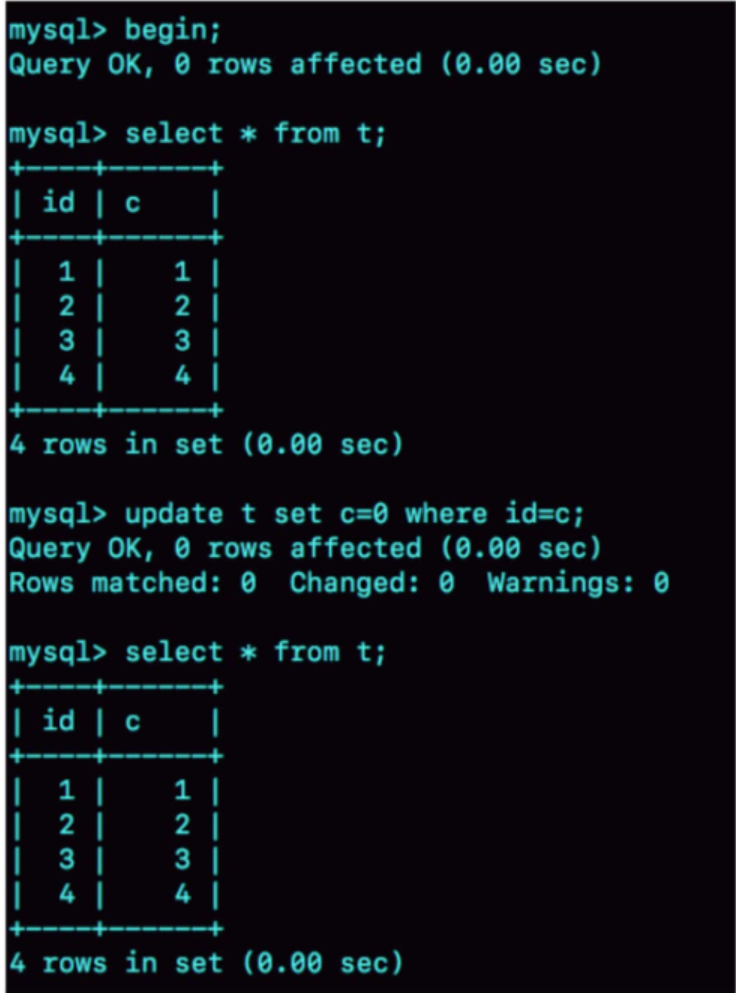 mysql> begin;
Query OK, 0 rows affected (0.00 sec)
mysql> select * from t;
+----+------+
| id | c    |
+----+------+
|  1 |    1 |
|  2 |    2 |
|  3 |    3 |
|  4 |    4 |
+----+------+
4 rows in set (0.00 sec)
mysql> update t set c=0 where id=c;
Query OK, 0 rows affected (0.00 sec)
Rows matched: 0  Changed: 0  Warnings: 0
mysql> select * from t;
+----+------+
| id | c    |
+----+------+
|  1 |    1 |
|  2 |    2 |
|  3 |    3 |
|  4 |    4 |
+----+------+
4 rows in set (0.00 sec)